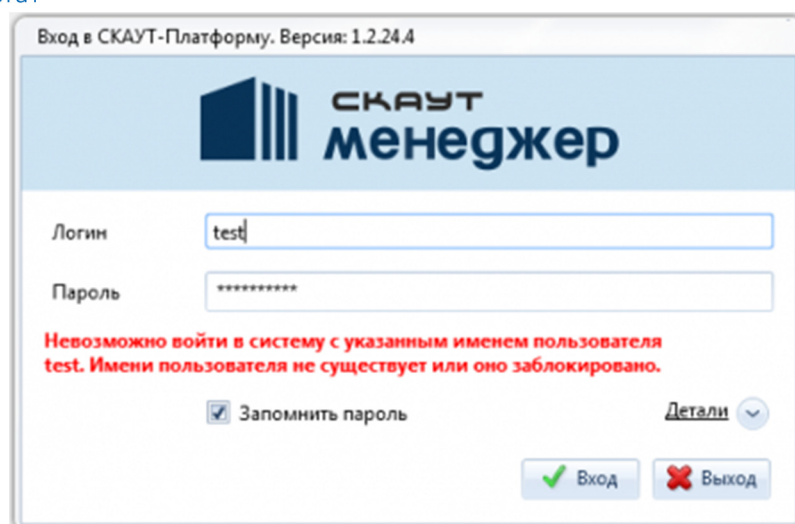 Вход в СКАУТ-Платформу. Версия: 1.2.24.4
СКАУТ
менеджер
Логин
test
Пароль
**********
Невозможно войти в систему с указанным именем пользователя
test. Имени пользователя не существует или оно заблокировано.
Запомнить пароль
Детали
Вход
Выход